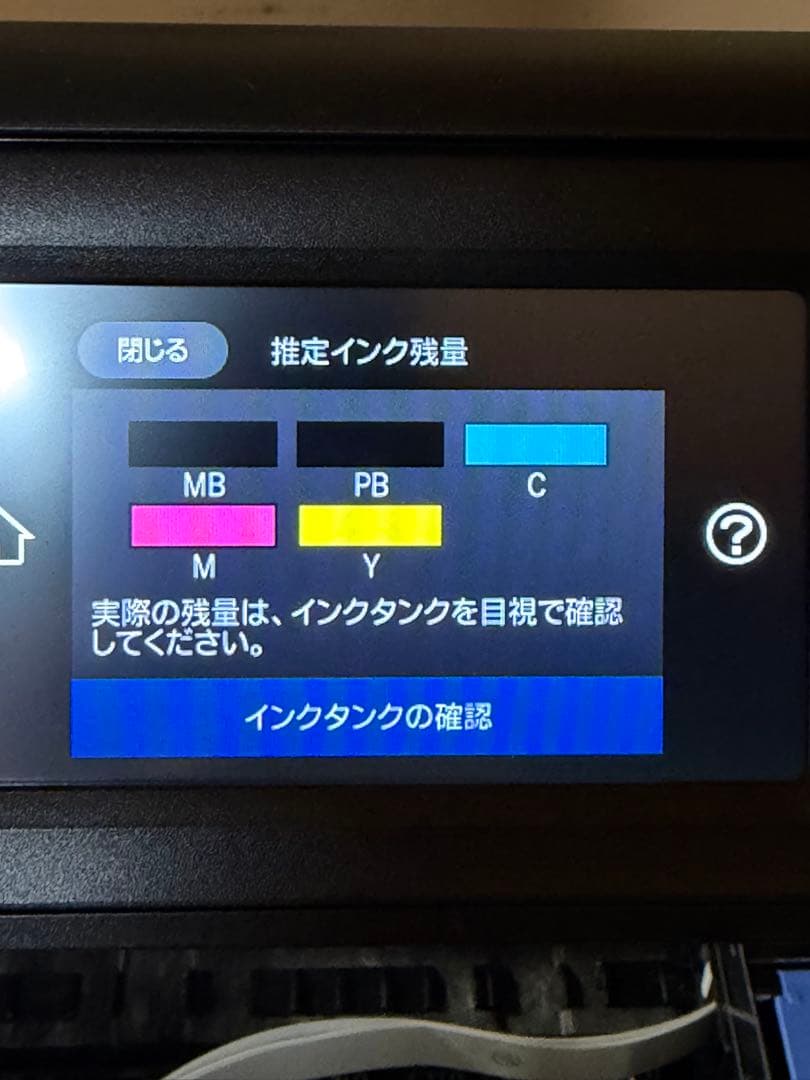 閉じる 推定インク残量
MB PB C
M Y
実際の残量は、インクタンクを目視で確認
してください。
?
インクタンクの確認